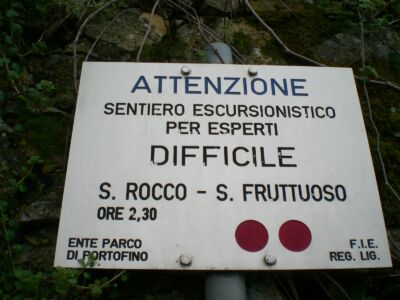 ATTENZIONE
SENTIERO ESCURSIONISTICO
PER ESPERTI
DIFFICILE
S. ROCCO - S. FRUTTUOSO
ORE 2,30
ENTE PARCO
DI PORTOFINO
F.I.E.
REG. LIG.